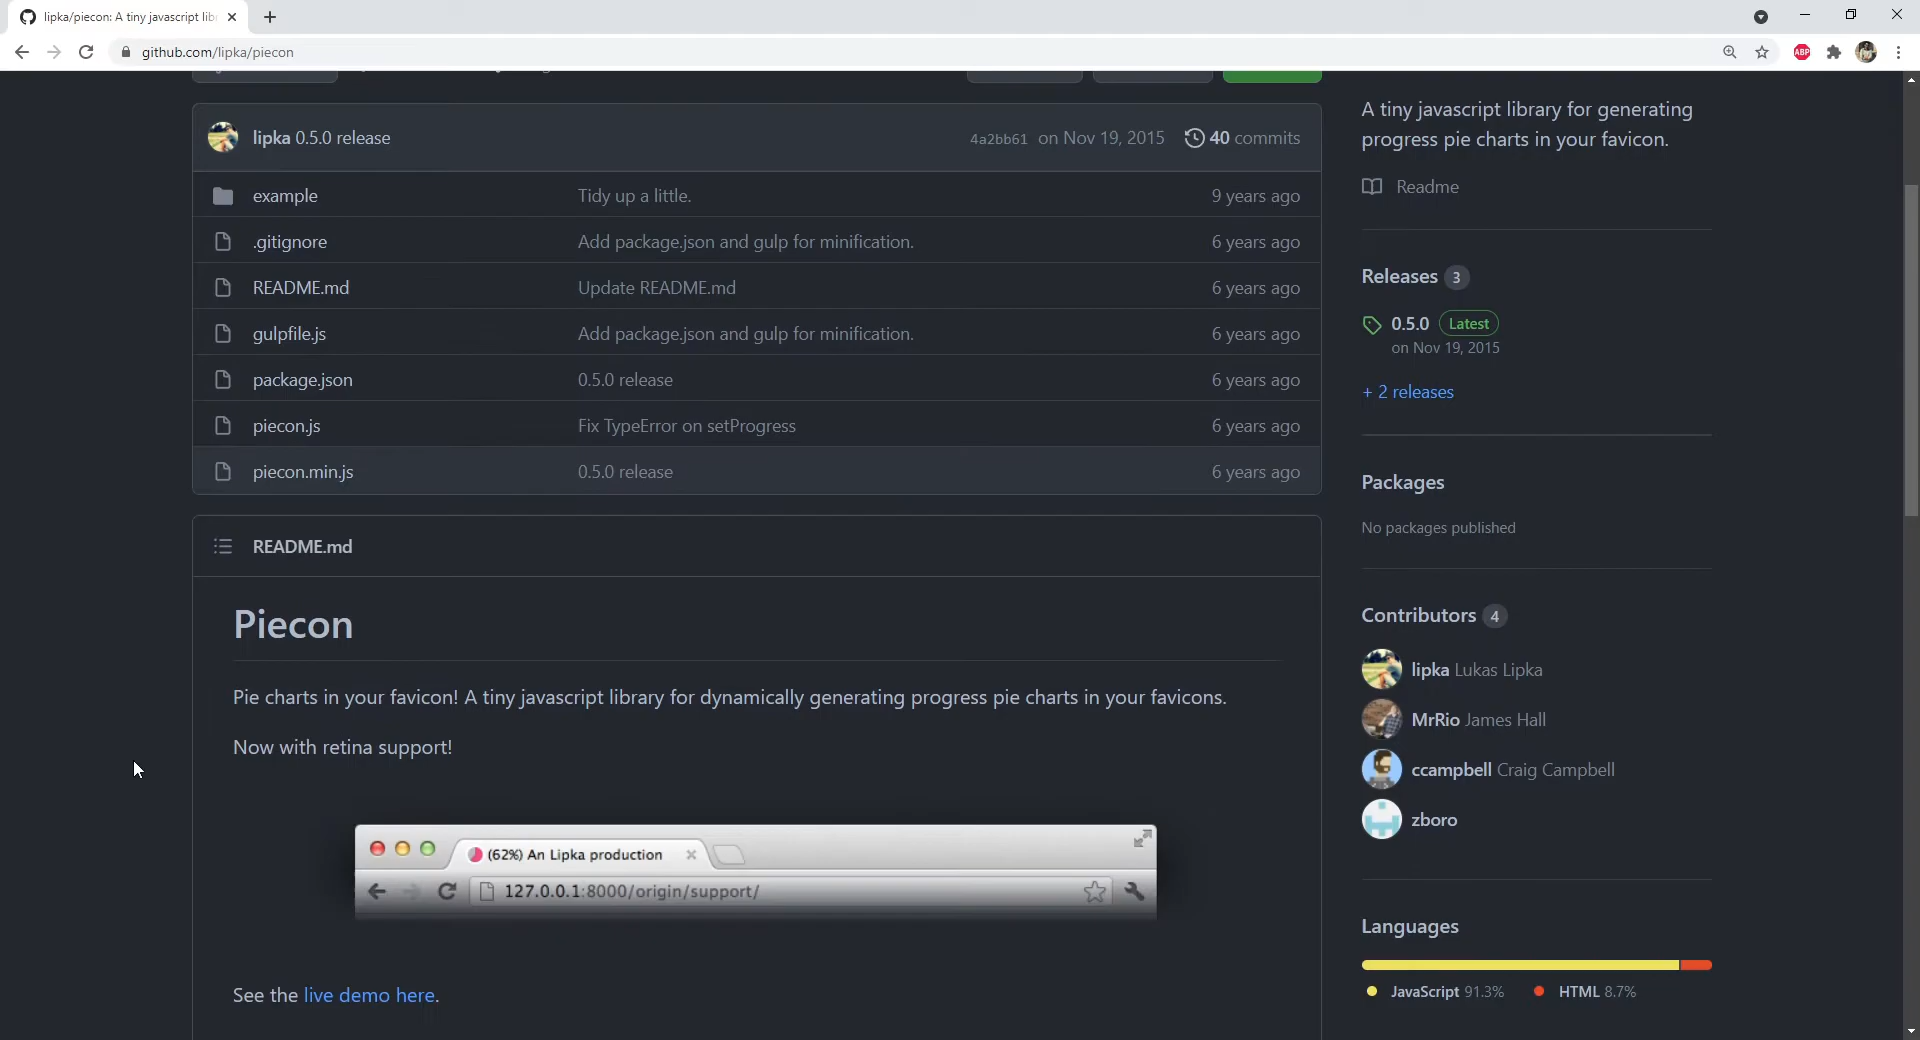 lipka/piecon: A tiny javascript lib
github.com/lipka/piecon
ABP
lipka 0.5.0 release
4a2bb61 on Nov 19, 2015 40 commits
example Tidy up a little. 9 years ago
.gitignore Add package.json and gulp for minification. 6 years ago
README.md Update README.md 6 years ago
gulpfile.js Add package.json and gulp for minification. 6 years ago
package.json 0.5.0 release 6 years ago
piecon.js Fix TypeError on setProgress 6 years ago
piecon.min.js 0.5.0 release 6 years ago
README.md
Piecon
Pie charts in your favicon! A tiny javascript library for dynamically generating progress pie charts in your favicons.
Now with retina support!
(62%) An Lipka production
127.0.0.1:8000/origin/support/
See the live demo here.
A tiny javascript library for generating
progress pie charts in your favicon.
Readme
Releases 3
0.5.0 Latest
on Nov 19, 2015
+ 2 releases
Packages
No packages published
Contributors 4
lipka Lukas Lipka
MrRio James Hall
ccampbell Craig Campbell
zboro
Languages
JavaScript 91.3% HTML 8.7%